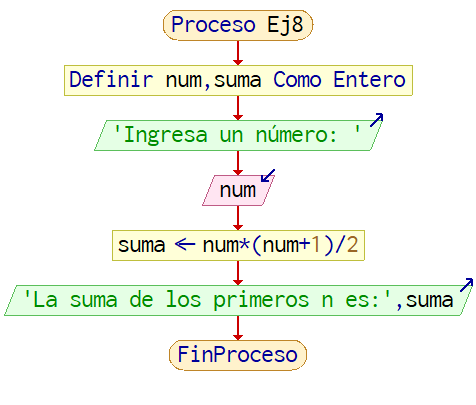 Proceso Ej8
Definir num,suma Como Entero
'Ingresa un número: '
num
suma ← num*(num+1)/2
'La suma de los primeros n es:',suma
FinProceso